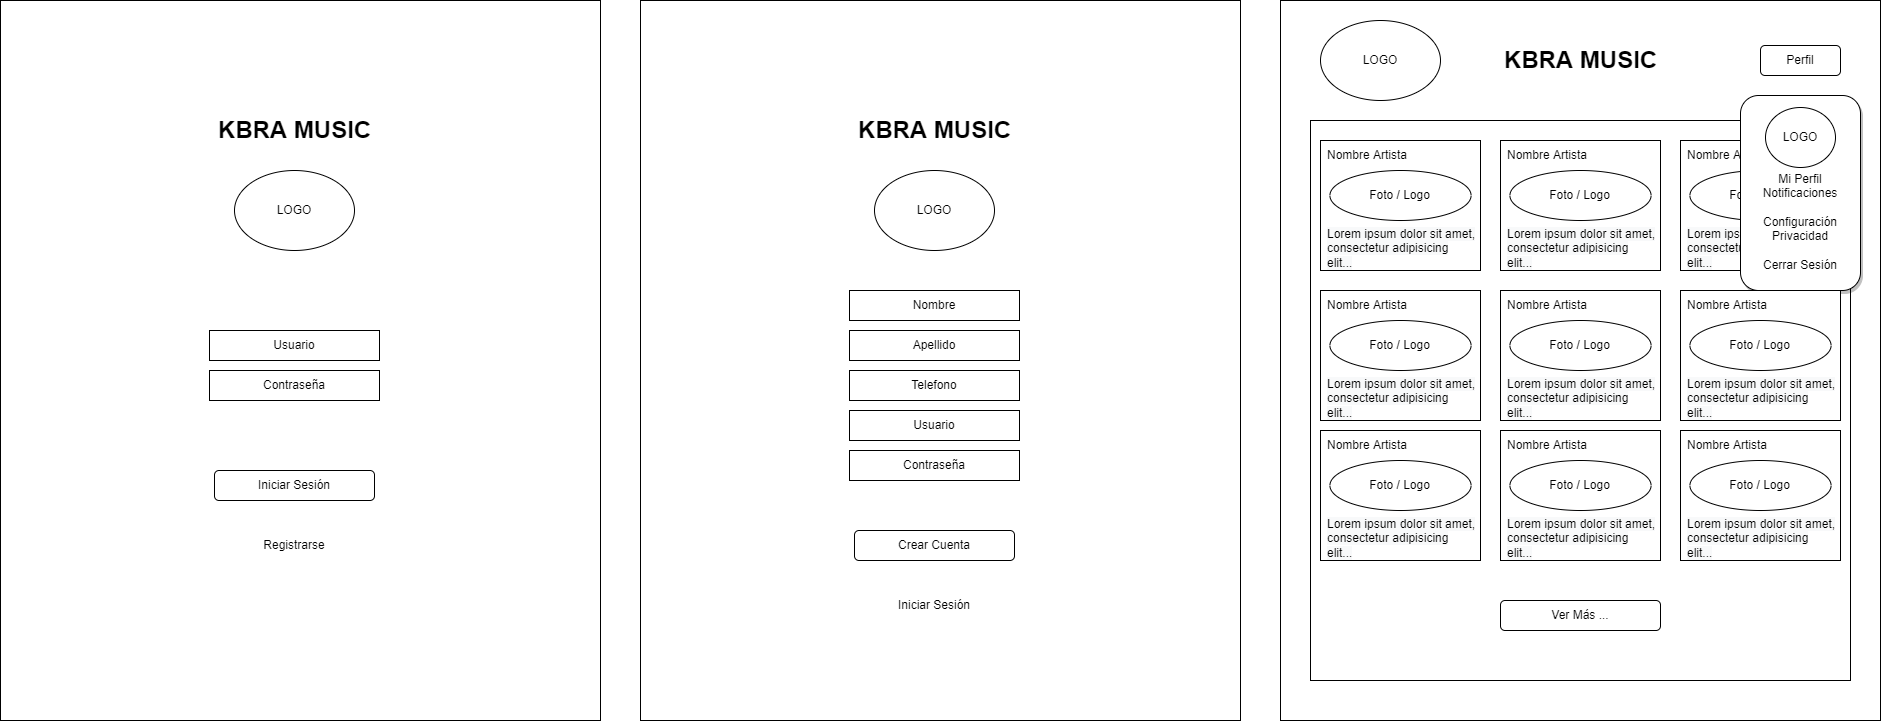 KBRA MUSIC
LOGO
Usuario
Contraseña
Iniciar Sesión
Registrarse
KBRA MUSIC
LOGO
Nombre
Apellido
Telefono
Usuario
Contraseña
Crear Cuenta
Iniciar Sesión
LOGO
KBRA MUSIC
Perfil
LOGO
Mi Perfil
Notificaciones
Configuración
Privacidad
Cerrar Sesión
Nombre Artista
Foto / Logo
Lorem ipsum dolor sit amet,
consectetur adipisicing
elit...
Nombre Artista
Foto / Logo
Lorem ipsum dolor sit amet,
consectetur adipisicing
elit...
Nombre
Lorem
elit...
Nombre Artista
Foto / Logo
Lorem ipsum dolor sit amet,
consectetur adipisicing
elit...
Nombre Artista
Foto / Logo
Lorem ipsum dolor sit amet,
consectetur adipisicing
elit...
Nombre Artista
Foto / Logo
Lorem ipsum dolor sit amet,
consectetur adipisicing
elit...
Nombre Artista
Foto / Logo
Lorem ipsum dolor sit amet,
consectetur adipisicing
elit...
Nombre Artista
Foto / Logo
Lorem ipsum dolor sit amet,
consectetur adipisicing
elit...
Nombre Artista
Foto / Logo
Lorem ipsum dolor sit amet,
consectetur adipisicing
elit...
Ver Más ...